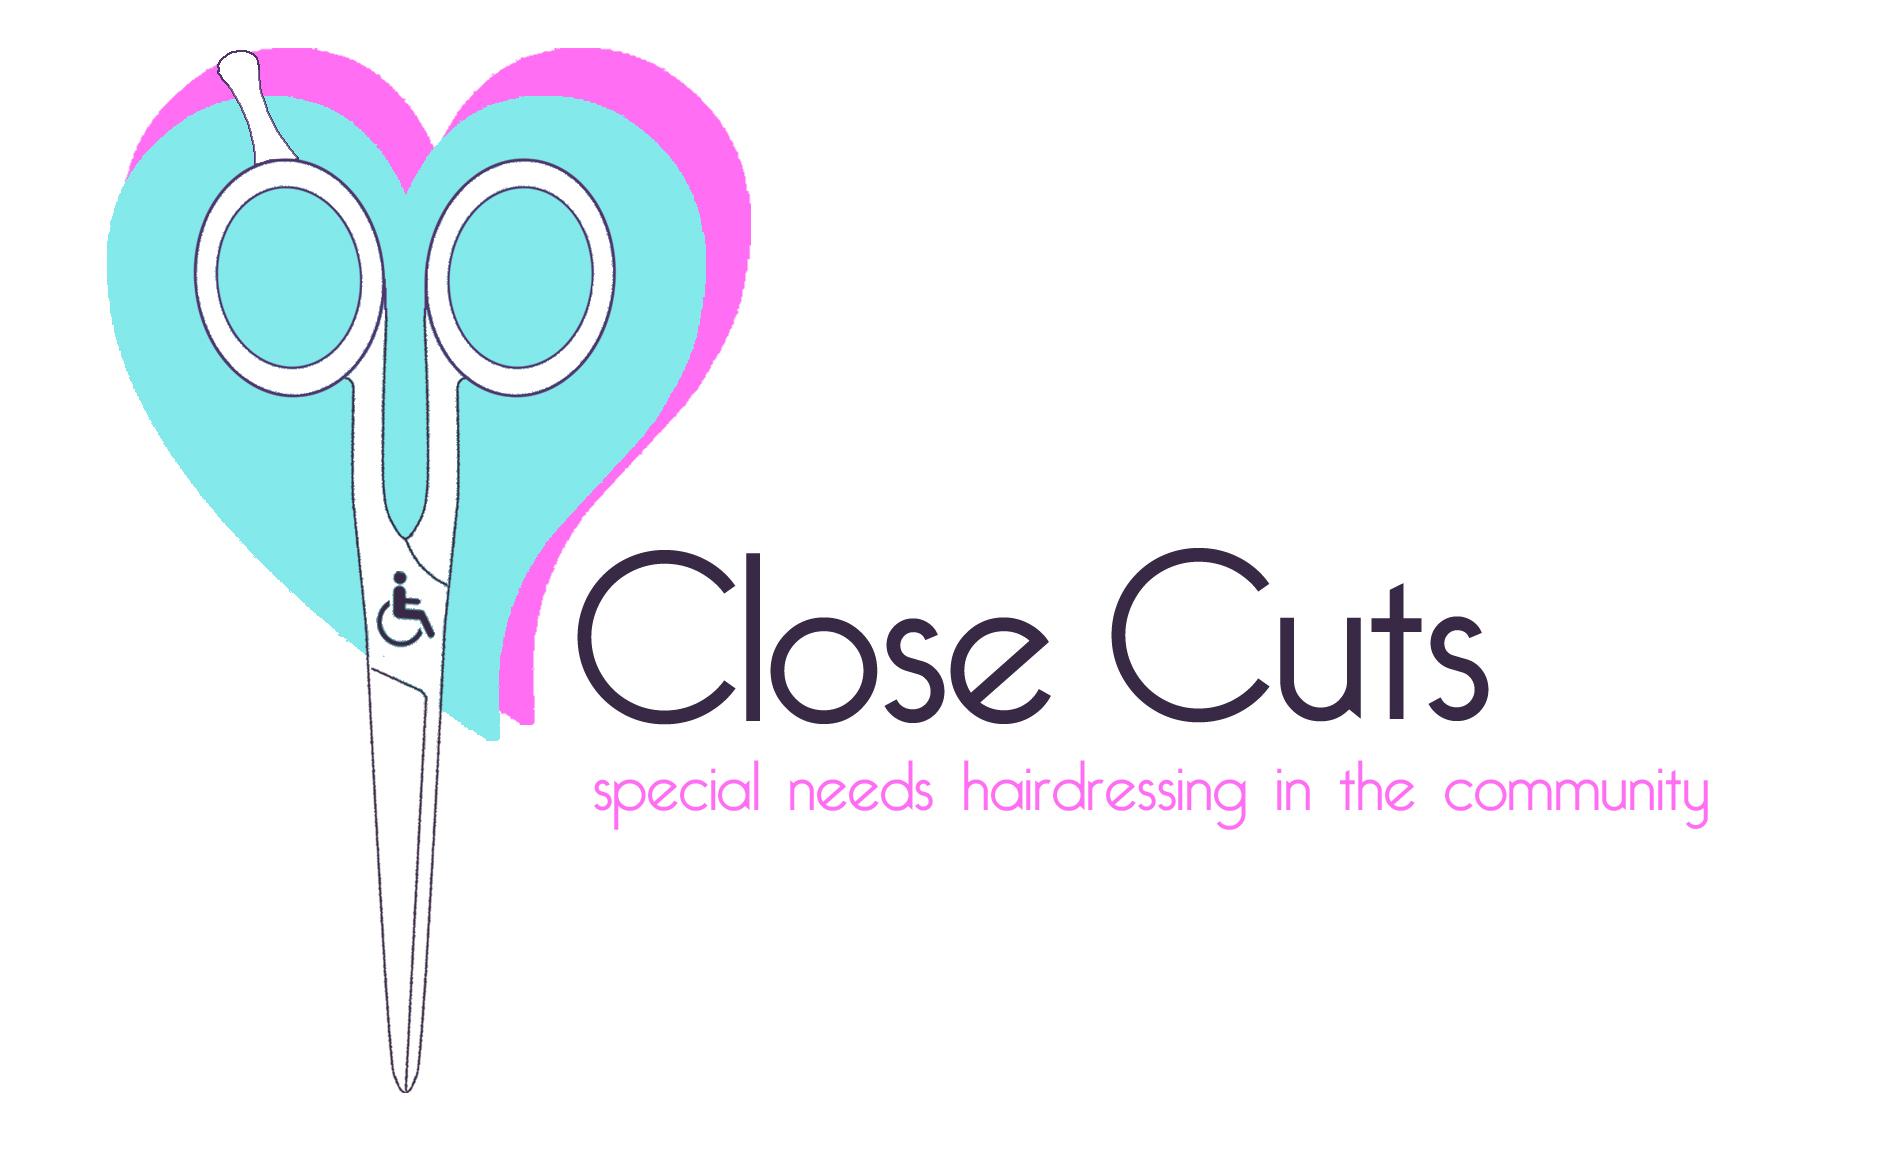 Close Cuts
special needs hairdressing in the community